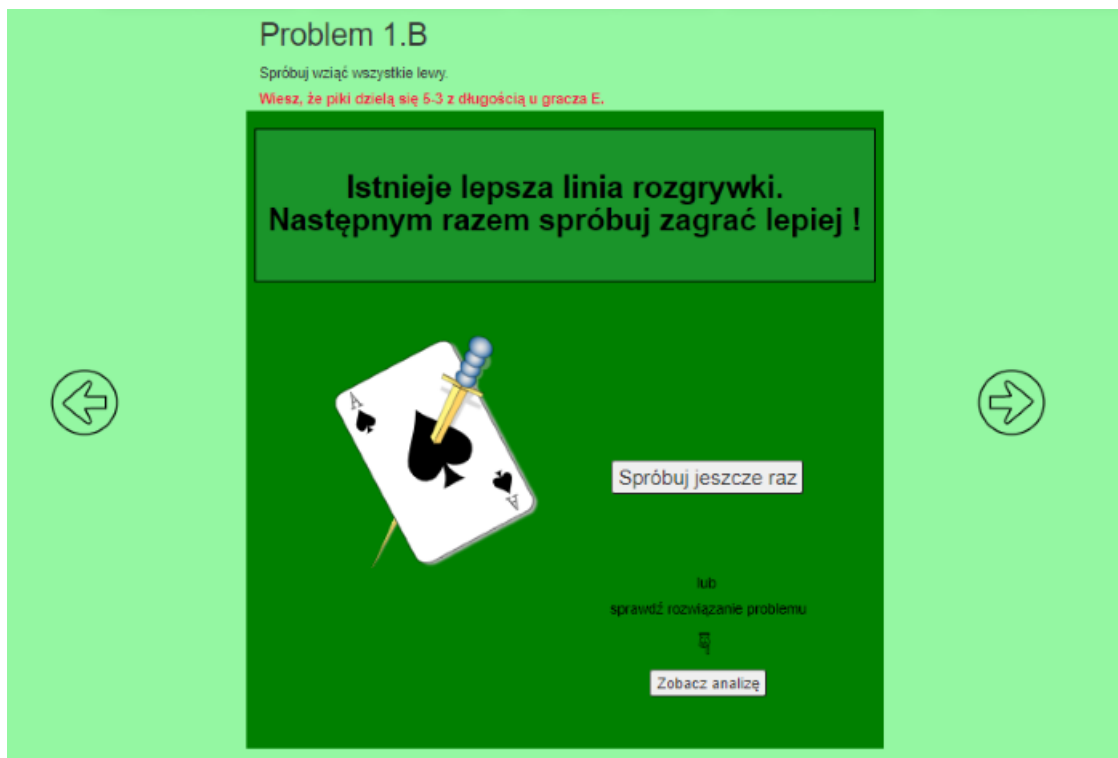 Problem 1.B
Spróbuj wziąć wszystkie lewy.
Wiesz, że piki dzielą się 5-3 z długością u gracza E.
Istnieje lepsza linia rozgrywki.
Następnym razem spróbuj zagrać lepiej !
A
A
Spróbuj jeszcze raz
lub
sprawdź rozwiązanie problemu
Zobacz analizę